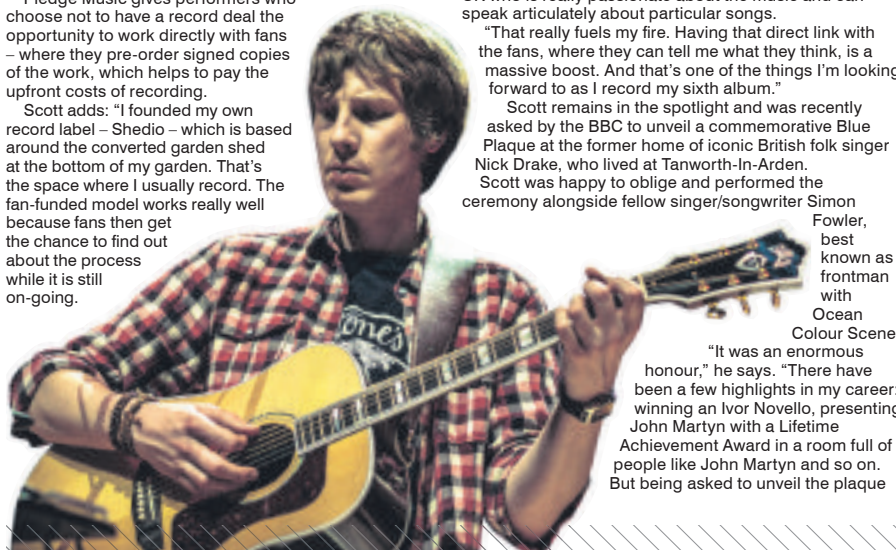 Pledge Music gives performers who
choose not to have a record deal the
opportunity to work directly with fans
– where they pre-order signed copies
of the work, which helps to pay the
upfront costs of recording.
Scott adds: “I founded my own
record label – Shedio – which is based
around the converted garden shed
at the bottom of my garden. That’s
the space where I usually record. The
fan-funded model works really well
because fans then get
the chance to find out
about the process
while it is still
on-going.
UK who is really passionate about the music and can
speak articulately about particular songs.
“That really fuels my fire. Having that direct link with
the fans, where they can tell me what they think, is a
massive boost. And that’s one of the things I’m looking
forward to as I record my sixth album.”
Scott remains in the spotlight and was recently
asked by the BBC to unveil a commemorative Blue
Plaque at the former home of iconic British folk singer
Nick Drake, who lived at Tanworth-In-Arden.
Scott was happy to oblige and performed the
ceremony alongside fellow singer/songwriter Simon
Fowler,
best
known as
frontman
with
Ocean
Colour Scene
“It was an enormous
honour,” he says. “There have
been a few highlights in my career:
winning an Ivor Novello, presenting
John Martyn with a Lifetime
Achievement Award in a room full of
people like John Martyn and so on.
But being asked to unveil the plaque